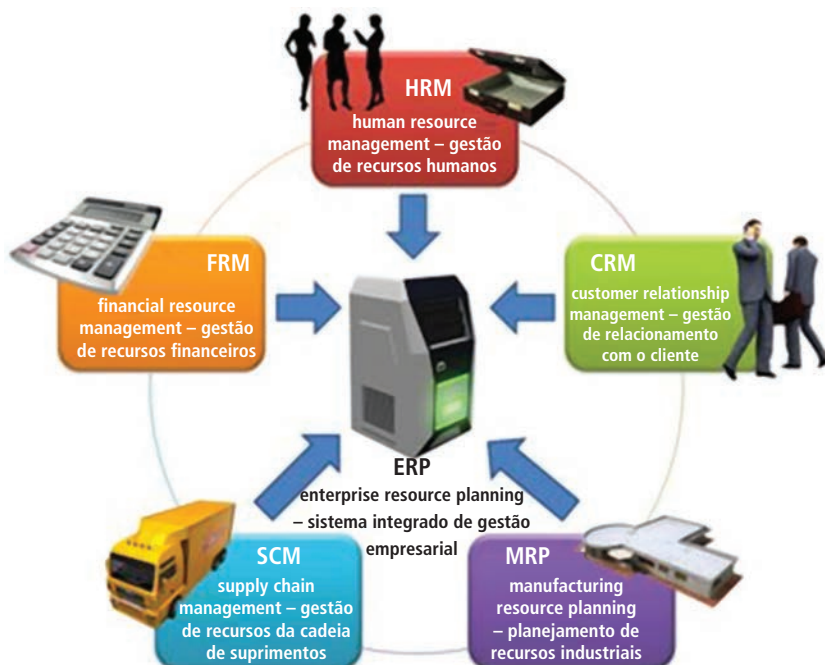 HRM
human resource
management – gestão
de recursos humanos
FRM
financial resource
management – gestão
de recursos financeiros
CRM
customer relationship
management – gestão
de relacionamento
com o cliente
ERP
enterprise resource planning
– sistema integrado de gestão
empresarial
SCM
supply chain
management – gestão
de recursos da cadeia
de suprimentos
MRP
manufacturing
resource planning
– planejamento de
recursos industriais